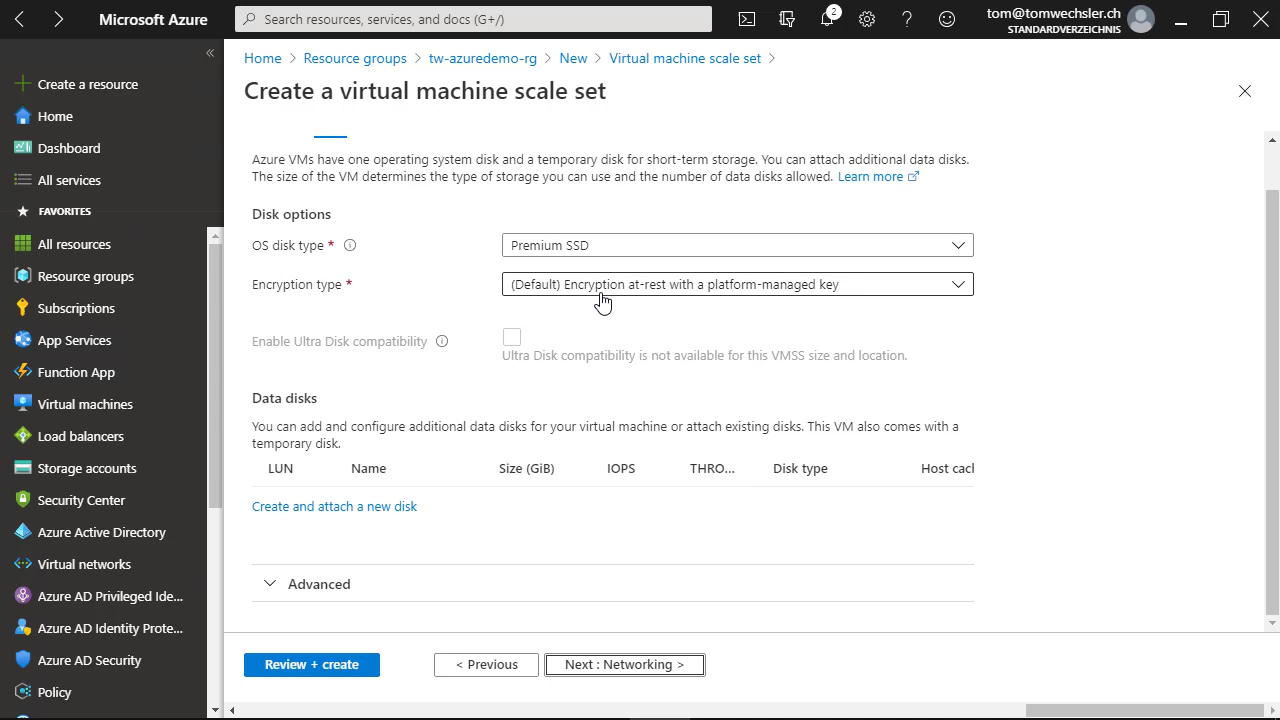 Microsoft Azure
Search resources, services, and docs (G+/)
2
tom@tomwechsler.ch
STANDARDVERZEICHNIS
Create a resource
Home
Dashboard
All services
FAVORITES
All resources
Resource groups
Subscriptions
App Services
Function App
Virtual machines
Load balancers
Storage accounts
Security Center
Azure Active Directory
Virtual networks
Azure AD Privileged Ide...
Azure AD Identity Prote...
Azure AD Security
Policy
Home > Resource groups > tw-azuredemo-rg > New > Virtual machine scale set >
Create a virtual machine scale set
Azure VMs have one operating system disk and a temporary disk for short-term storage. You can attach additional data disks.
The size of the VM determines the type of storage you can use and the number of data disks allowed. Learn more
Disk options
OS disk type *
Premium SSD
Encryption type *
(Default) Encryption at-rest with a platform-managed key
Enable Ultra Disk compatibility
Ultra Disk compatibility is not available for this VMSS size and location.
Data disks
You can add and configure additional data disks for your virtual machine or attach existing disks. This VM also comes with a
temporary disk.
LUN Name Size (GiB) IOPS THRO... Disk type Host cach
Create and attach a new disk
Advanced
Review + create
< Previous
Next : Networking >